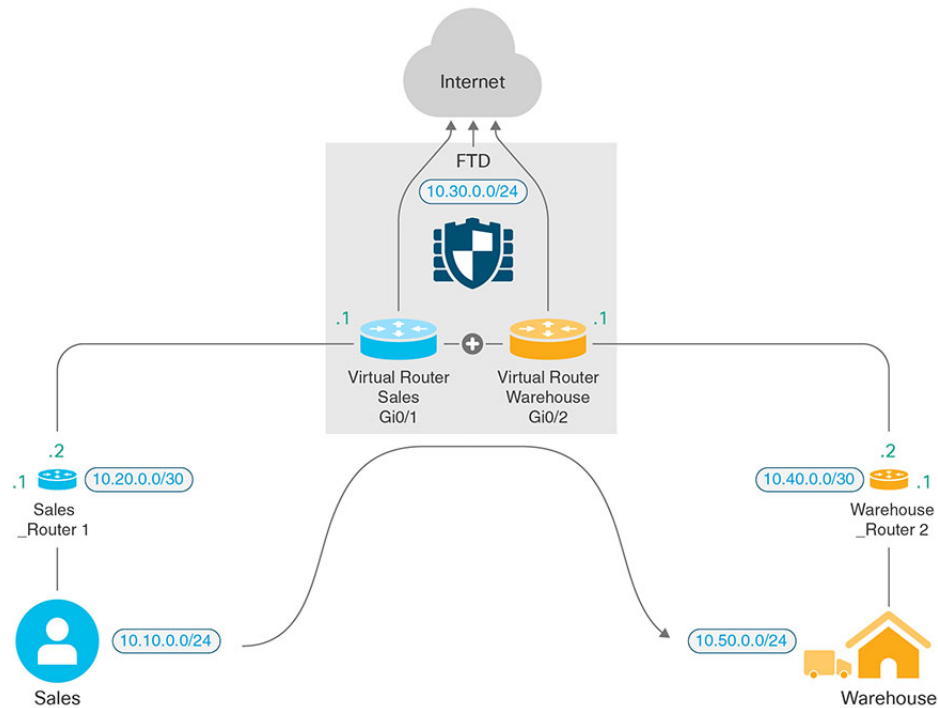 Internet
FTD
10.30.0.0/24
.1
.1
Virtual Router
Sales
Gi0/1
Virtual Router
Warehouse
Gi0/2
.2
.1
10.20.0.0/30
Sales
_Router 1
.2
10.40.0.0/30
.1
Warehouse
_Router 2
10.10.0.0/24
10.50.0.0/24
Sales
Warehouse